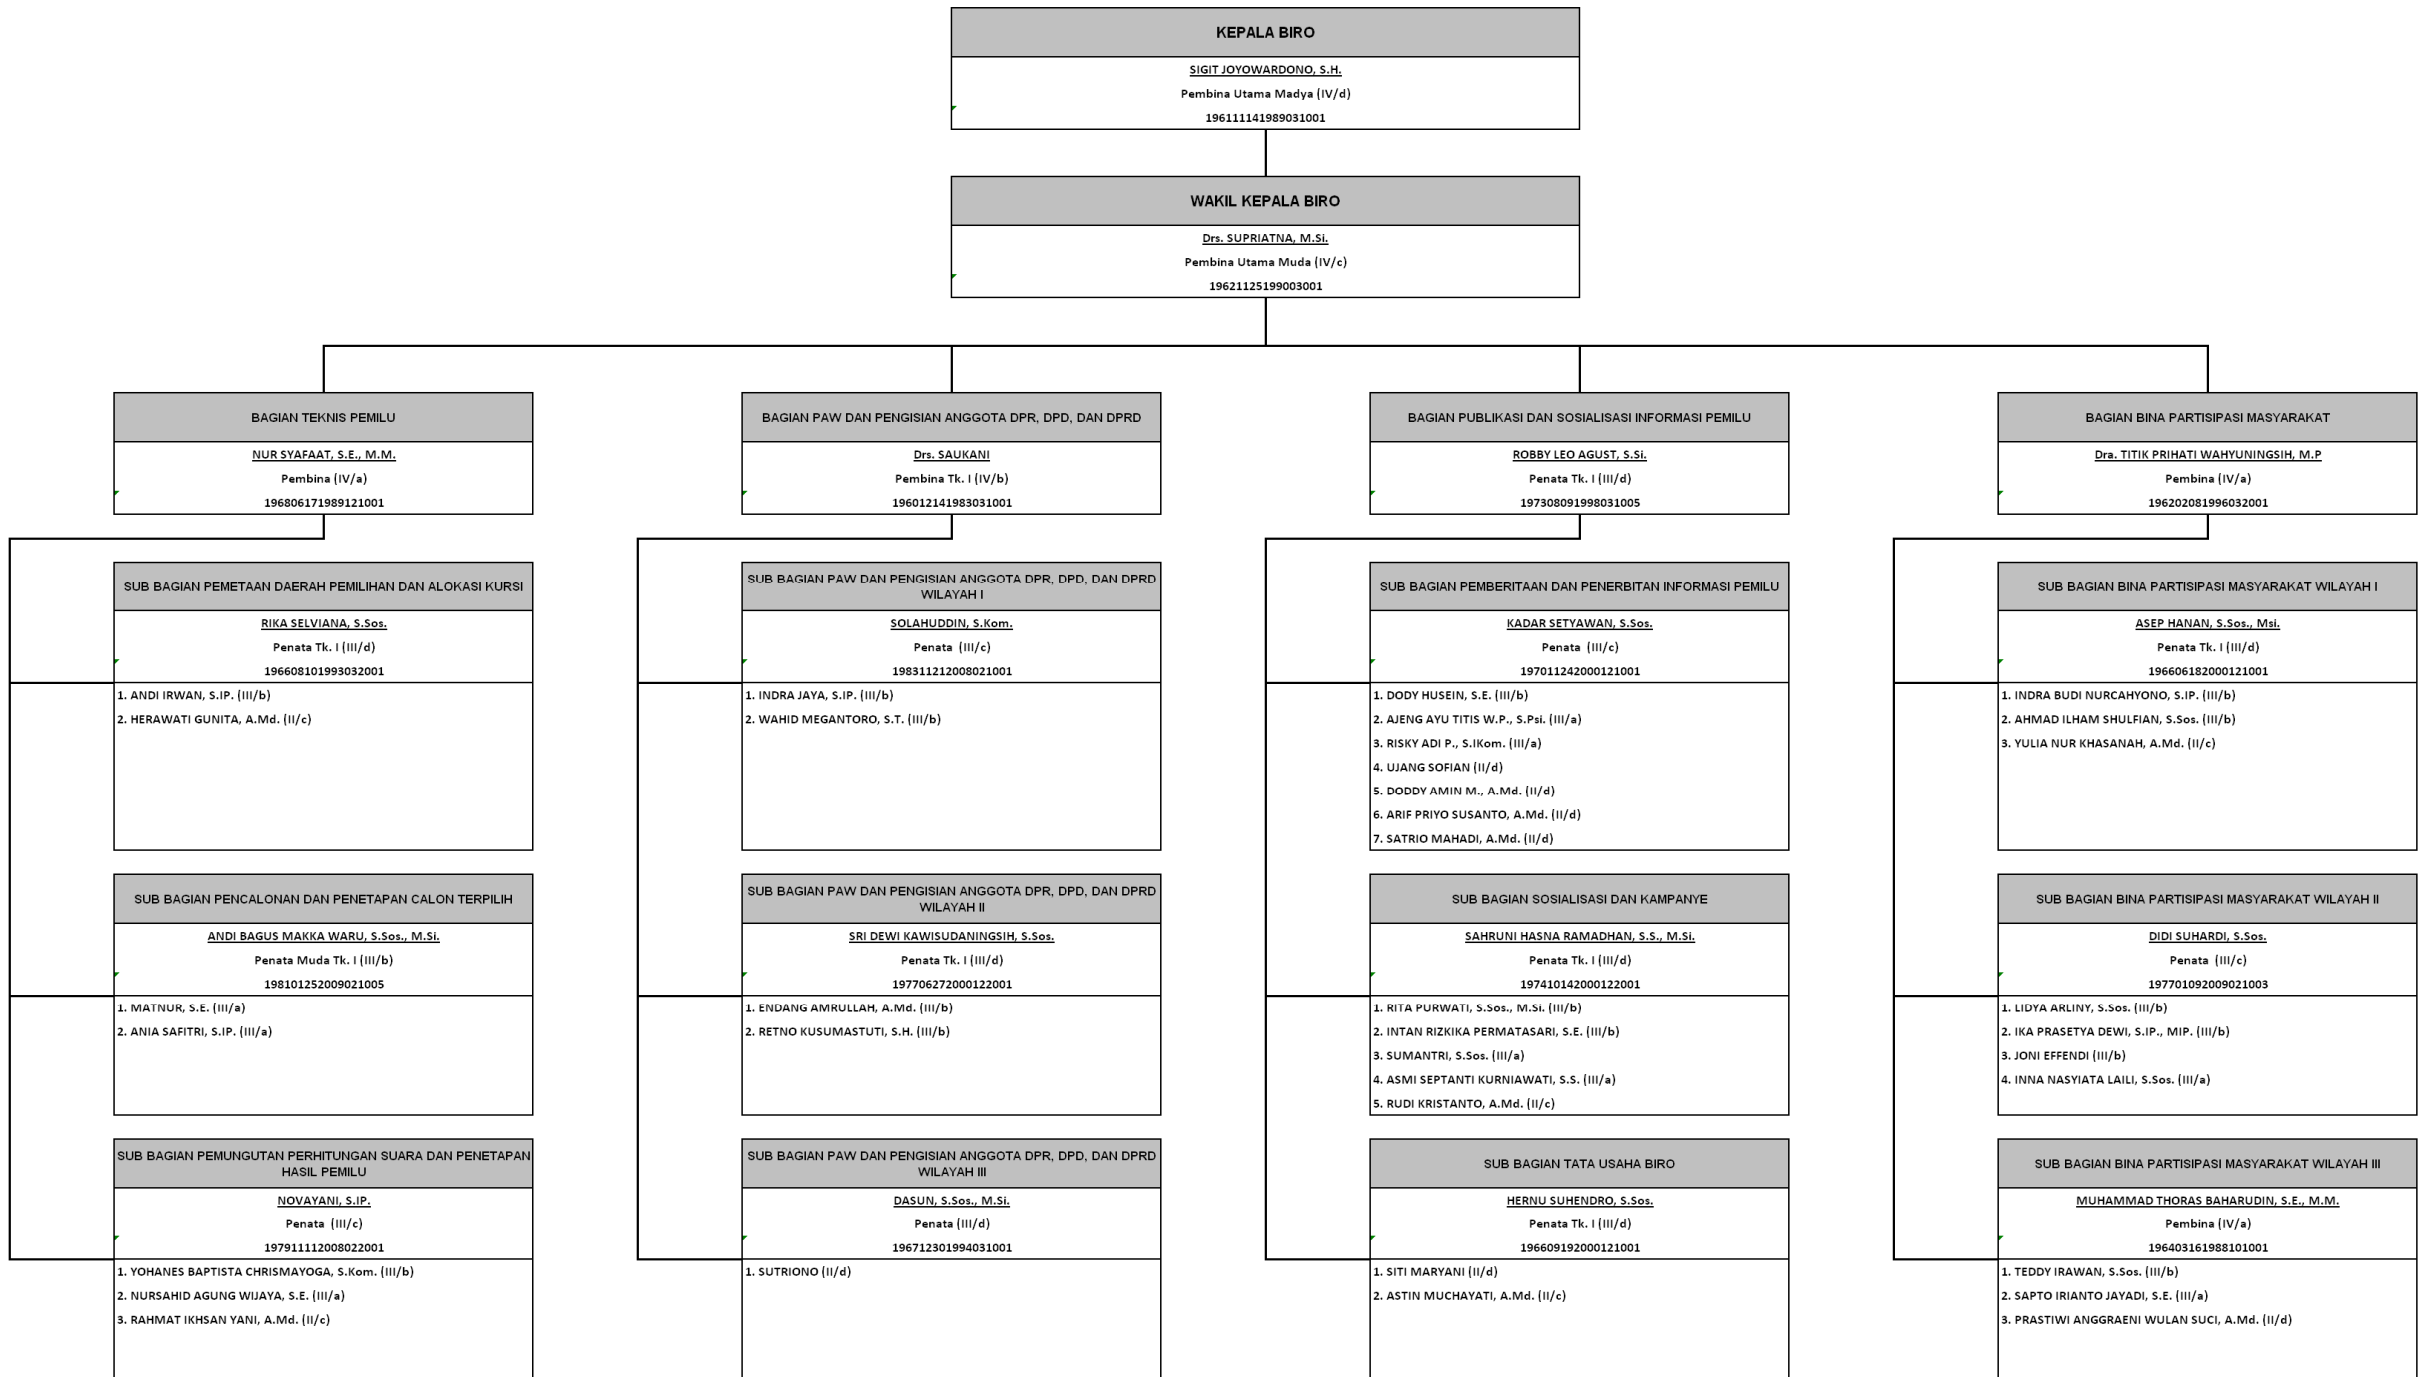 KEPALA BIRO
SIGIT JOYOWARDONO, S.H.
Pembina Utama Madya (IV/d)
196111141989031001
WAKIL KEPALA BIRO
Drs. SUPRIATNA, M.Si.
Pembina Utama Muda (IV/c)
19621125199003001
BAGIAN TEKNIS PEMILU
NUR SYAFAAT, S.E., M.M.
Pembina (IV/a)
196806171989121001
SUB BAGIAN PEMETAAN DAERAH PEMILIHAN DAN ALOKASI KURSI
RIKA SELVIANA, S.Sos.
Penata Tk. I (III/d)
196608101993032001
1. ANDI IRWAN, S.IP. (III/b)
2. HERAWATI GUNITA, A.Md. (II/c)
SUB BAGIAN PENCALONAN DAN PENETAPAN CALON TERPILIH
ANDI BAGUS MAKKA WARU, S.Sos., M.Si.
Penata Muda Tk. I (III/b)
198101252009021005
1. MATNUR, S.E. (III/a)
2. ANIA SAFITRI, S.IP. (III/a)
SUB BAGIAN PEMUNGUTAN PERHITUNGAN SUARA DAN PENETAPAN
HASIL PEMILU
NOVAYANI, S.IP.
Penata  (III/c)
197911112008022001
1. YOHANES BAPTISTA CHRISMAYOGA, S.Kom. (III/b)
2. NURSAHID AGUNG WIJAYA, S.E. (III/a)
3. RAHMAT IKHSAN YANI, A.Md. (II/c)
BAGIAN PAW DAN PENGISIAN ANGGOTA DPR, DPD, DAN DPRD
Drs. SAUKANI
Pembina Tk. I (IV/b)
196012141983031001
SUB BAGIAN PAW DAN PENGISIAN ANGGOTA DPR, DPD, DAN DPRD
WILAYAH I
SOLAHUDDIN, S.Kom.
Penata  (III/c)
198311212008021001
1. INDRA JAYA, S.IP. (III/b)
2. WAHID MEGANTORO, S.T. (III/b)
SUB BAGIAN PAW DAN PENGISIAN ANGGOTA DPR, DPD, DAN DPRD
WILAYAH II
SRI DEWI KAWISUDANINGSIH, S.Sos.
Penata Tk. I (III/d)
197706272000122001
1. ENDANG AMRULLAH, A.Md. (III/b)
2. RETNO KUSUMASTUTI, S.H. (III/b)
SUB BAGIAN PAW DAN PENGISIAN ANGGOTA DPR, DPD, DAN DPRD
WILAYAH III
DASUN, S.Sos., M.Si.
Penata (III/d)
196712301994031001
1. SUTRIONO (II/d)
BAGIAN PUBLIKASI DAN SOSIALISASI INFORMASI PEMILU
ROBBY LEO AGUST, S.Si.
Penata Tk. I (III/d)
197308091998031005
SUB BAGIAN PEMBERITAAN DAN PENERBITAN INFORMASI PEMILU
KADAR SETYAWAN, S.Sos.
Penata  (III/c)
197011242000121001
1. DODY HUSEIN, S.E. (III/b)
2. AJENG AYU TITIS W.P., S.Psi. (III/a)
3. RISKY ADI P., S.IKom. (III/a)
4. UJANG SOFIAN (II/d)
5. DODDY AMIN M., A.Md. (II/d)
6. ARIF PRIYO SUSANTO, A.Md. (II/d)
7. SATRIO MAHADI, A.Md. (II/d)
SUB BAGIAN SOSIALISASI DAN KAMPANYE
SAHRUNI HASNA RAMADHAN, S.S., M.Si.
Penata Tk. I (III/d)
197410142000122001
1. RITA PURWATI, S.Sos., M.Si. (III/b)
2. INTAN RIZKIKA PERMATASARI, S.E. (III/b)
3. SUMANTRI, S.Sos. (III/a)
4. ASMI SEPTANTI KURNIAWATI, S.S. (III/a)
5. RUDI KRISTANTO, A.Md. (II/c)
SUB BAGIAN TATA USAHA BIRO
HERNU SUHENDRO, S.Sos.
Penata Tk. I (III/d)
196609192000121001
1. SITI MARYANI (II/d)
2. ASTIN MUCHAYATI, A.Md. (II/c)
BAGIAN BINA PARTISIPASI MASYARAKAT
Dra. TITIK PRIHATI WAHYUNINGSIH, M.P
Pembina (IV/a)
196202081996032001
SUB BAGIAN BINA PARTISIPASI MASYARAKAT WILAYAH I
ASEP HANAN, S.Sos., Msi.
Penata Tk. I (III/d)
196606182000121001
1. INDRA BUDI NURCAHYONO, S.IP. (III/b)
2. AHMAD ILHAM SHULFIAN, S.Sos. (III/b)
3. YULIA NUR KHASANAH, A.Md. (II/c)
SUB BAGIAN BINA PARTISIPASI MASYARAKAT WILAYAH II
DIDI SUHARDI, S.Sos.
Penata  (III/c)
197701092009021003
1. LIDYA ARLINY, S.Sos. (III/b)
2. IKA PRASETYA DEWI, S.IP., MIP. (III/b)
3. JONI EFFENDI (III/b)
4. INNA NASYIATA LAILI, S.Sos. (III/a)
SUB BAGIAN BINA PARTISIPASI MASYARAKAT WILAYAH III
MUHAMMAD THORAS BAHARUDIN, S.E., M.M.
Pembina (IV/a)
196403161988101001
1. TEDDY IRAWAN, S.Sos. (III/b)
2. SAPTO IRIANTO JAYADI, S.E. (III/a)
3. PRASTIWI ANGGRAENI WULAN SUCI, A.Md. (II/d)